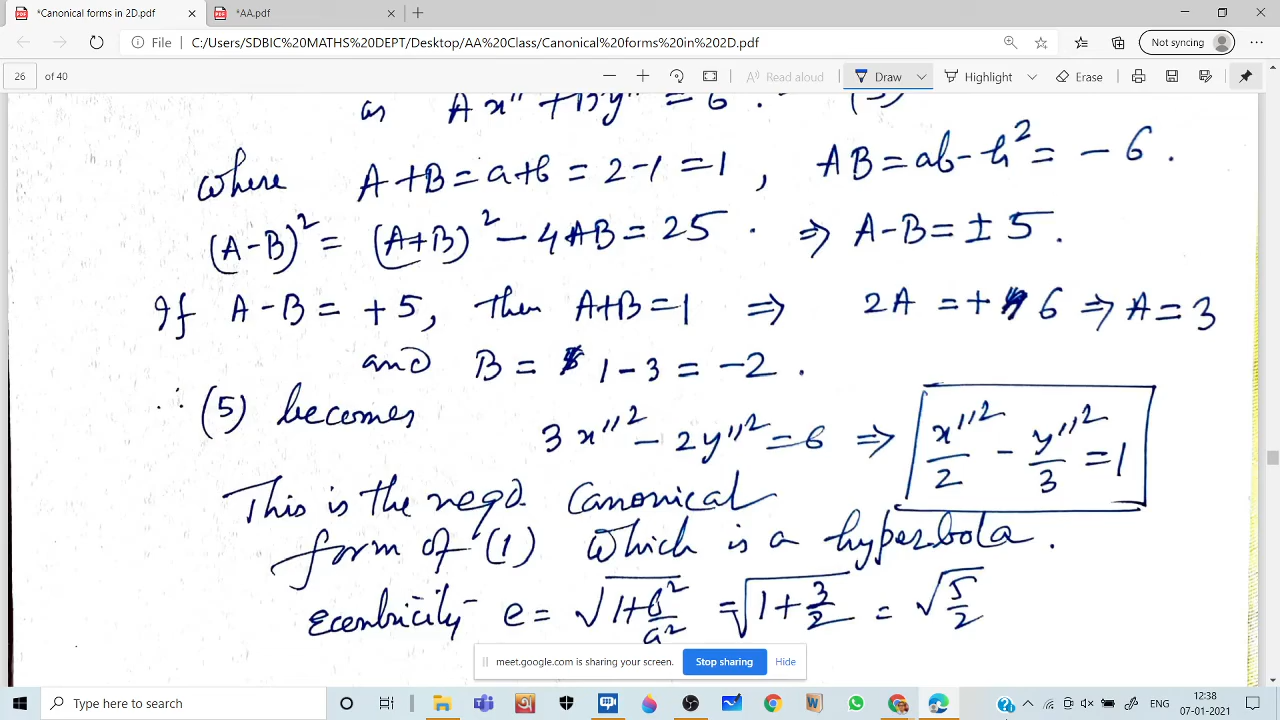 *Canonical forms in 2D.pdf
*AA.pdf
File C:/Users/SDBIC%20MATHS%20DEPT/Desktop/AA%20Class/Canonical%20forms%20in%202D.pdf
Not syncing
26 of 40
Read aloud
Draw
Highlight
Erase
as Ax'' + By'' = 6 . - (5)
where A+B = a+b = 2-1 = 1 , AB = ab - h² = - 6 .
(A-B)² = (A+B)² - 4AB = 25 . ⇒ A-B = ± 5 .
If A-B = +5, then A+B = 1 ⇒ 2A = + 6 ⇒ A = 3
and B = 1 - 3 = -2 .
∴ (5) becomes 3x''² - 2y''² = 6 ⇒ x''²/2 - y''²/3 = 1
This is the reqd. Canonical
form of (1) which is a hyperbola .
Eccentricity e = √(1+b²/a²) = √(1+3/2) = √(5/2)
meet.google.com is sharing your screen.
Stop sharing
Hide
Type here to search
ENG
12:38
07-01-2021